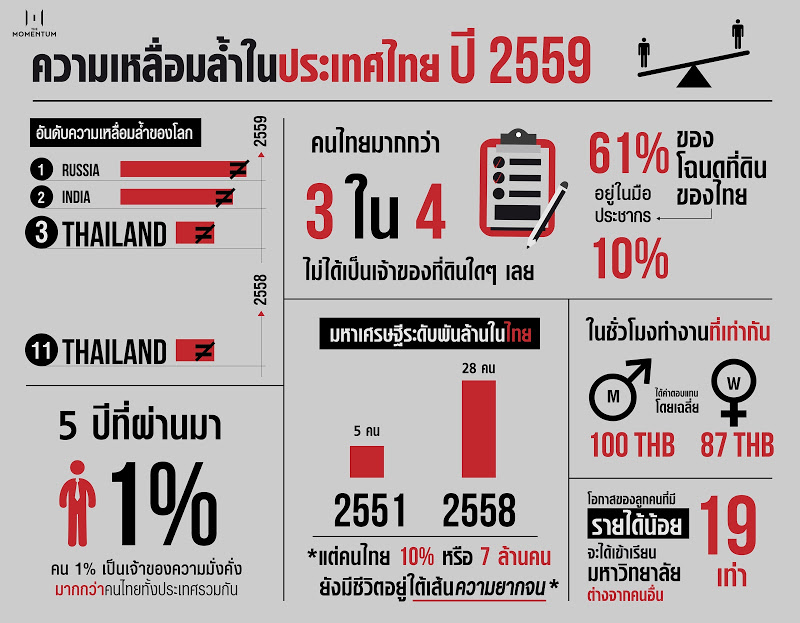 THE
MOMENTUM
ความเหลื่อมล้ำในประเทศไทย ปี 2559
อันดับความเหลื่อมล้ำของโลก
2559
1 RUSSIA
2 INDIA
3 THAILAND
2558
11 THAILAND
คนไทยมากกว่า
3 ใน 4
ไม่ได้เป็นเจ้าของที่ดินใดๆ เลย
61% ของ
โฉนดที่ดิน
ของไทย
อยู่ในมือ
ประชากร
10%
5 ปีที่ผ่านมา
1%
คน 1% เป็นเจ้าของความมั่งคั่ง
มากกว่าคนไทยทั้งประเทศรวมกัน
มหาเศรษฐีระดับพันล้านในไทย
28 คน
5 คน
2551 2558
*แต่คนไทย 10% หรือ 7 ล้านคน
ยังมีชีวิตอยู่ใต้เส้นความยากจน*
ในชั่วโมงทำงานที่เท่ากัน
M
ได้ค่าตอบแทน
โดยเฉลี่ย
W
100 THB 87 THB
โอกาสของลูกคนที่มี
รายได้น้อย
จะได้เข้าเรียน
มหาวิทยาลัย
ต่างจากคนอื่น
19
เท่า